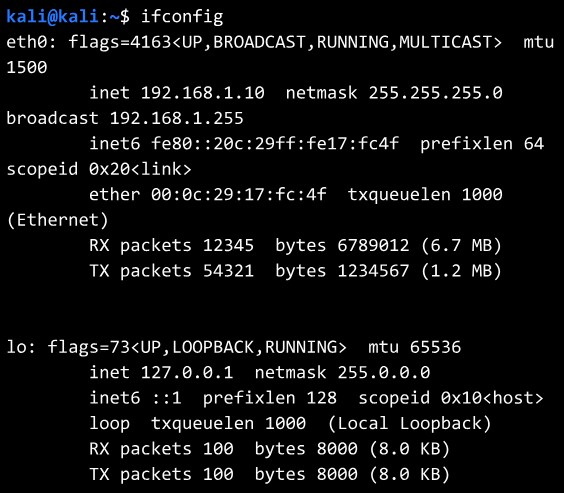 kali@kali:~$ ifconfig
eth0: flags=4163<UP,BROADCAST,RUNNING,MULTICAST>  mtu
1500
        inet 192.168.1.10  netmask 255.255.255.0
broadcast 192.168.1.255
        inet6 fe80::20c:29ff:fe17:fc4f  prefixlen 64
scopeid 0x20<link>
        ether 00:0c:29:17:fc:4f  txqueuelen 1000
(Ethernet)
        RX packets 12345  bytes 6789012 (6.7 MB)
        TX packets 54321  bytes 1234567 (1.2 MB)
lo: flags=73<UP,LOOPBACK,RUNNING>  mtu 65536
        inet 127.0.0.1  netmask 255.0.0.0
        inet6 ::1  prefixlen 128  scopeid 0x10<host>
        loop  txqueuelen 1000  (Local Loopback)
        RX packets 100  bytes 8000 (8.0 KB)
        TX packets 100  bytes 8000 (8.0 KB)